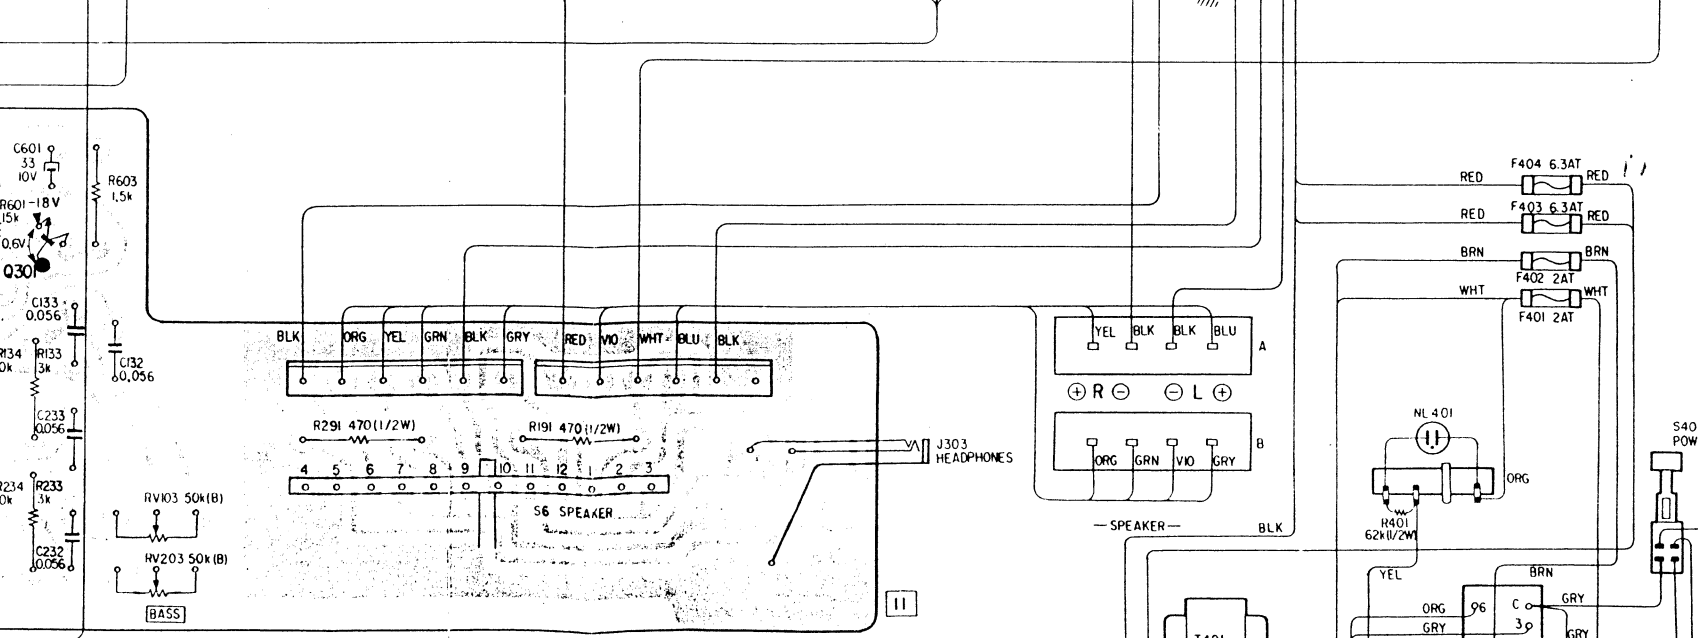 C601
33
10V
R603
1.5k
R601 -18V
15k
0.6V
Q301
C133
0.056
R134 R133
0k 3k
C132
0.056
C233
0.056
R234 R233
0k 3k
C232
0.056
RV103 50k(B)
RV203 50k(B)
BASS
BLK ORG YEL GRN BLK GRY RED VIO WHT BLU BLK
R291 470(1/2W)
R191 470(1/2W)
4 5 6 7 8 9 10 11 12 1 2 3
S6 SPEAKER
J303
HEADPHONES
11
YEL BLK BLK BLU
A
+ R - - L +
B
ORG GRN VIO GRY
—SPEAKER—
BLK
F404 6.3AT
RED RED
F403 6.3AT
RED RED
BRN BRN
F402 2AT
WHT WHT
F401 2AT
NL401
ORG
R401
62k(1/2W)
YEL
S40
POW
BRN
ORG 6 C GRY
GRY 3 GRY
T401